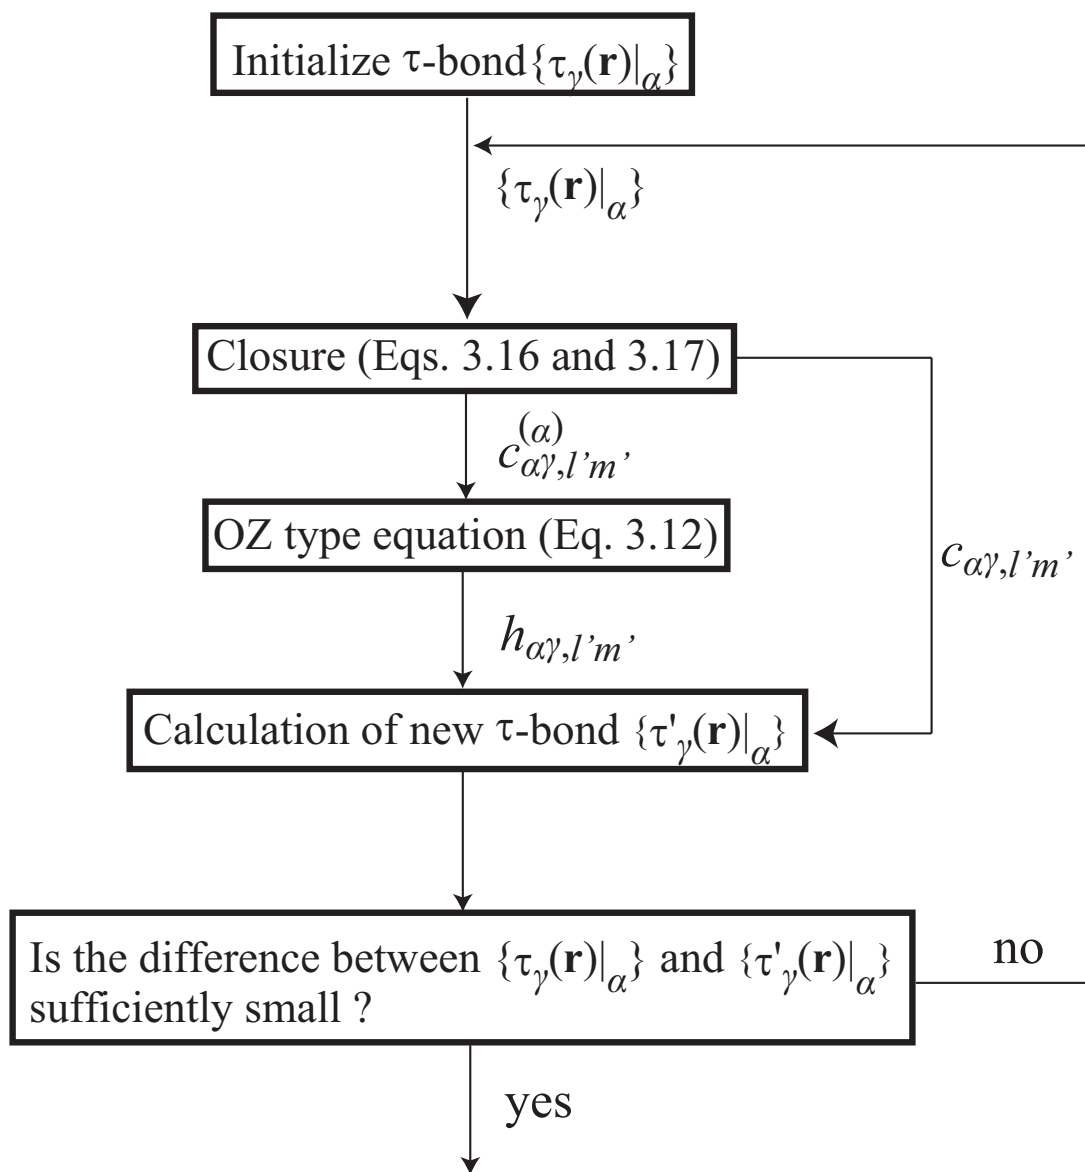 Initialize τ-bond{τγ(r)|α}
{τγ(r)|α}
Closure (Eqs. 3.16 and 3.17)
c(α)αγ,l’m’
OZ type equation (Eq. 3.12)
cαγ,l’m’
hαγ,l’m’
Calculation of new τ-bond {τ'γ(r)|α}
Is the difference between {τγ(r)|α} and {τ'γ(r)|α}
sufficiently small ?
no
yes